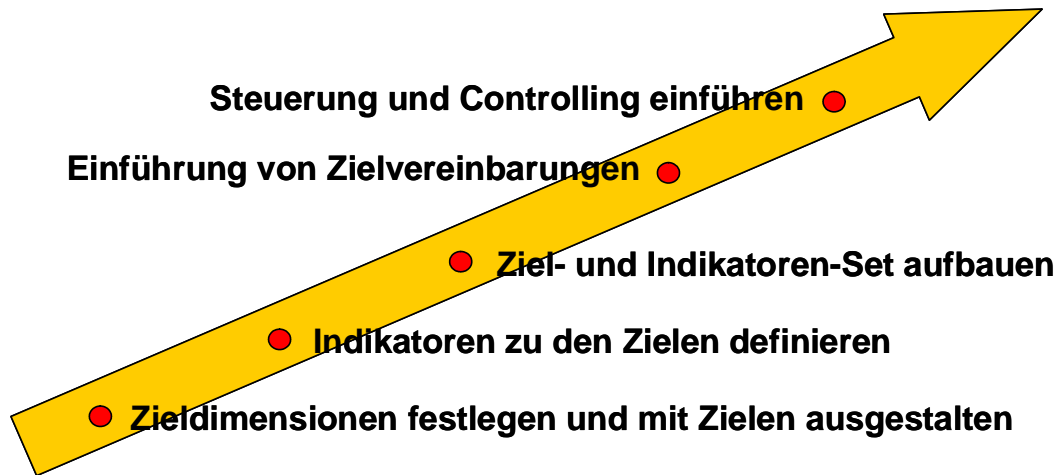 Steuerung und Controlling einführen
Einführung von Zielvereinbarungen
Ziel- und Indikatoren-Set aufbauen
Indikatoren zu den Zielen definieren
Zieldimensionen festlegen und mit Zielen ausgestalten